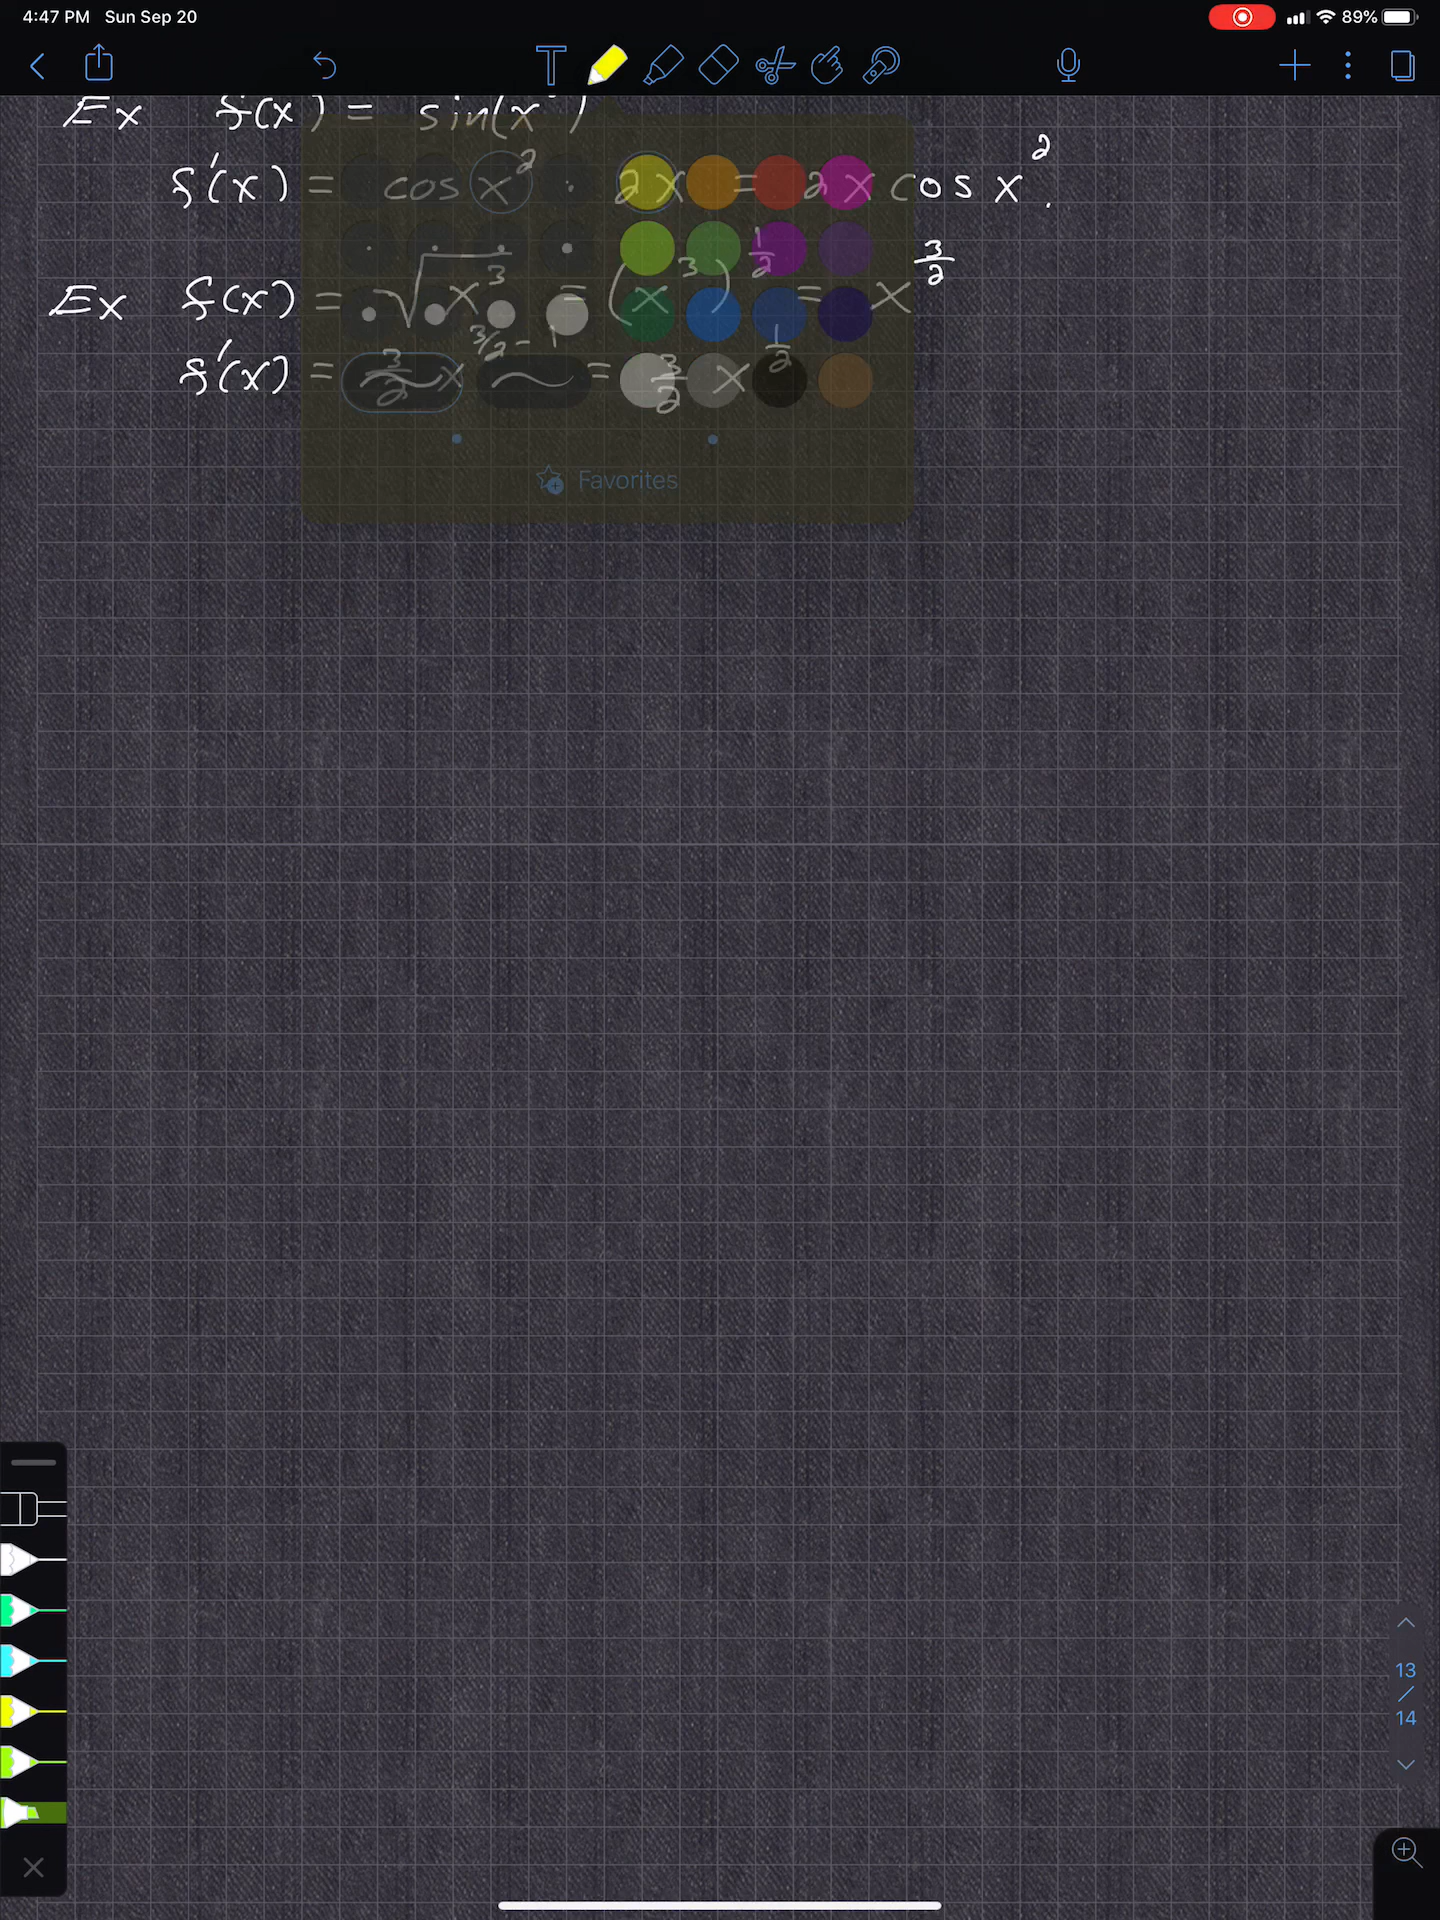 4:47 PM Sun Sep 20 89%
Ex f(x) = sin(x²)
f'(x) = cos x² · 2x = 2x cos x².
Ex f(x) = √x³ = (x³)^½ = x^(3/2)
f'(x) = 3/2 x^(3/2 - 1) = 3/2 x^½
Favorites
13
/
14